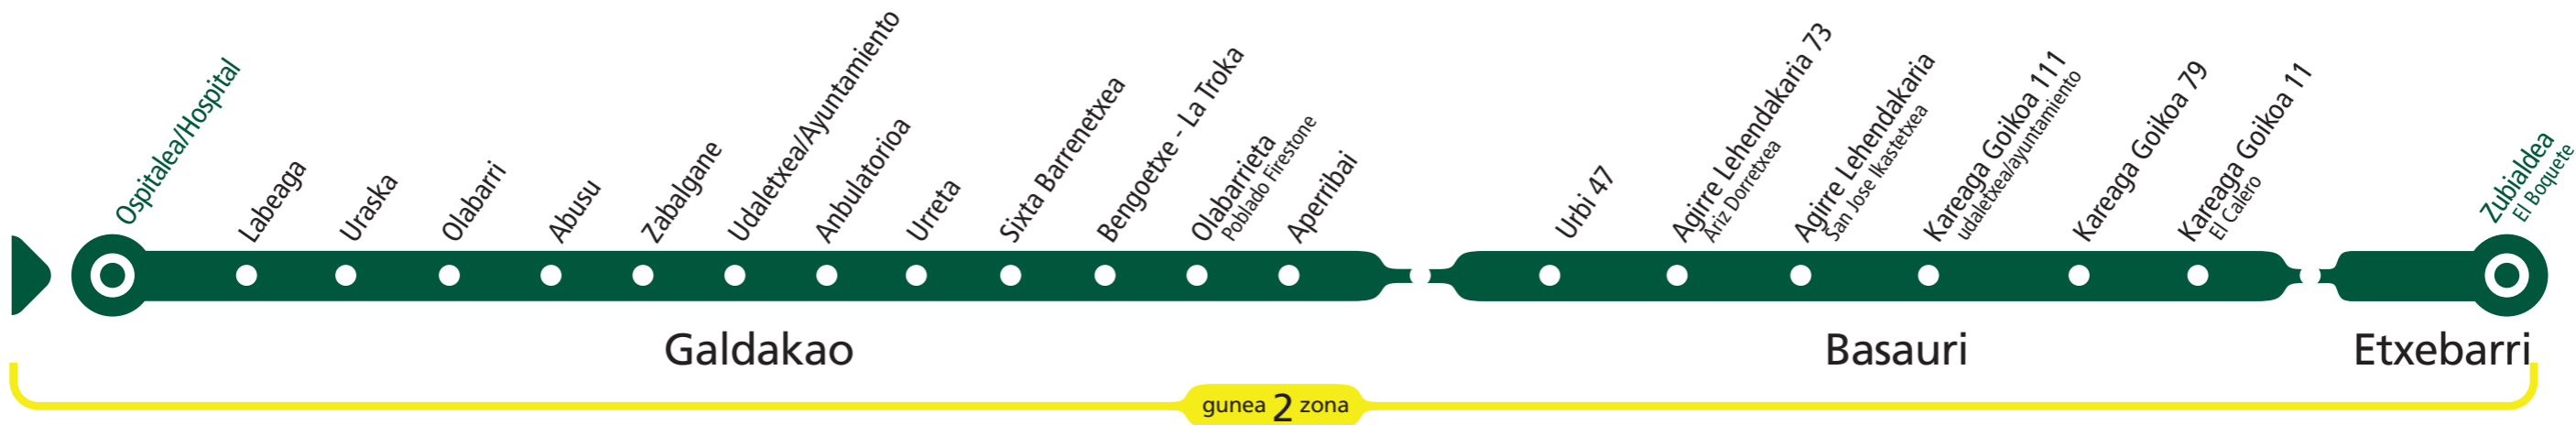 Ospitalea/Hospital
Labeaga
Uraska
Olabarri
Abusu
Zabalgane
Udaletxea/Ayuntamiento
Anbulatorioa
Urreta
Sixta Barrenetxea
Bengoetxe - La Troka
Olabarrieta
Poblado Firestone
Aperribai
Urbi 47
Agirre Lehendakaria 73
Ariz Dorretxea
Agirre Lehendakaria
San Jose Ikastetxea
Kareaga Goikoa 111
udaletxea/ayuntamiento
Kareaga Goikoa 79
Kareaga Goikoa 11
El Calero
Zubialdea
El Boquete
Galdakao
Basauri
Etxebarri
gunea 2 zona